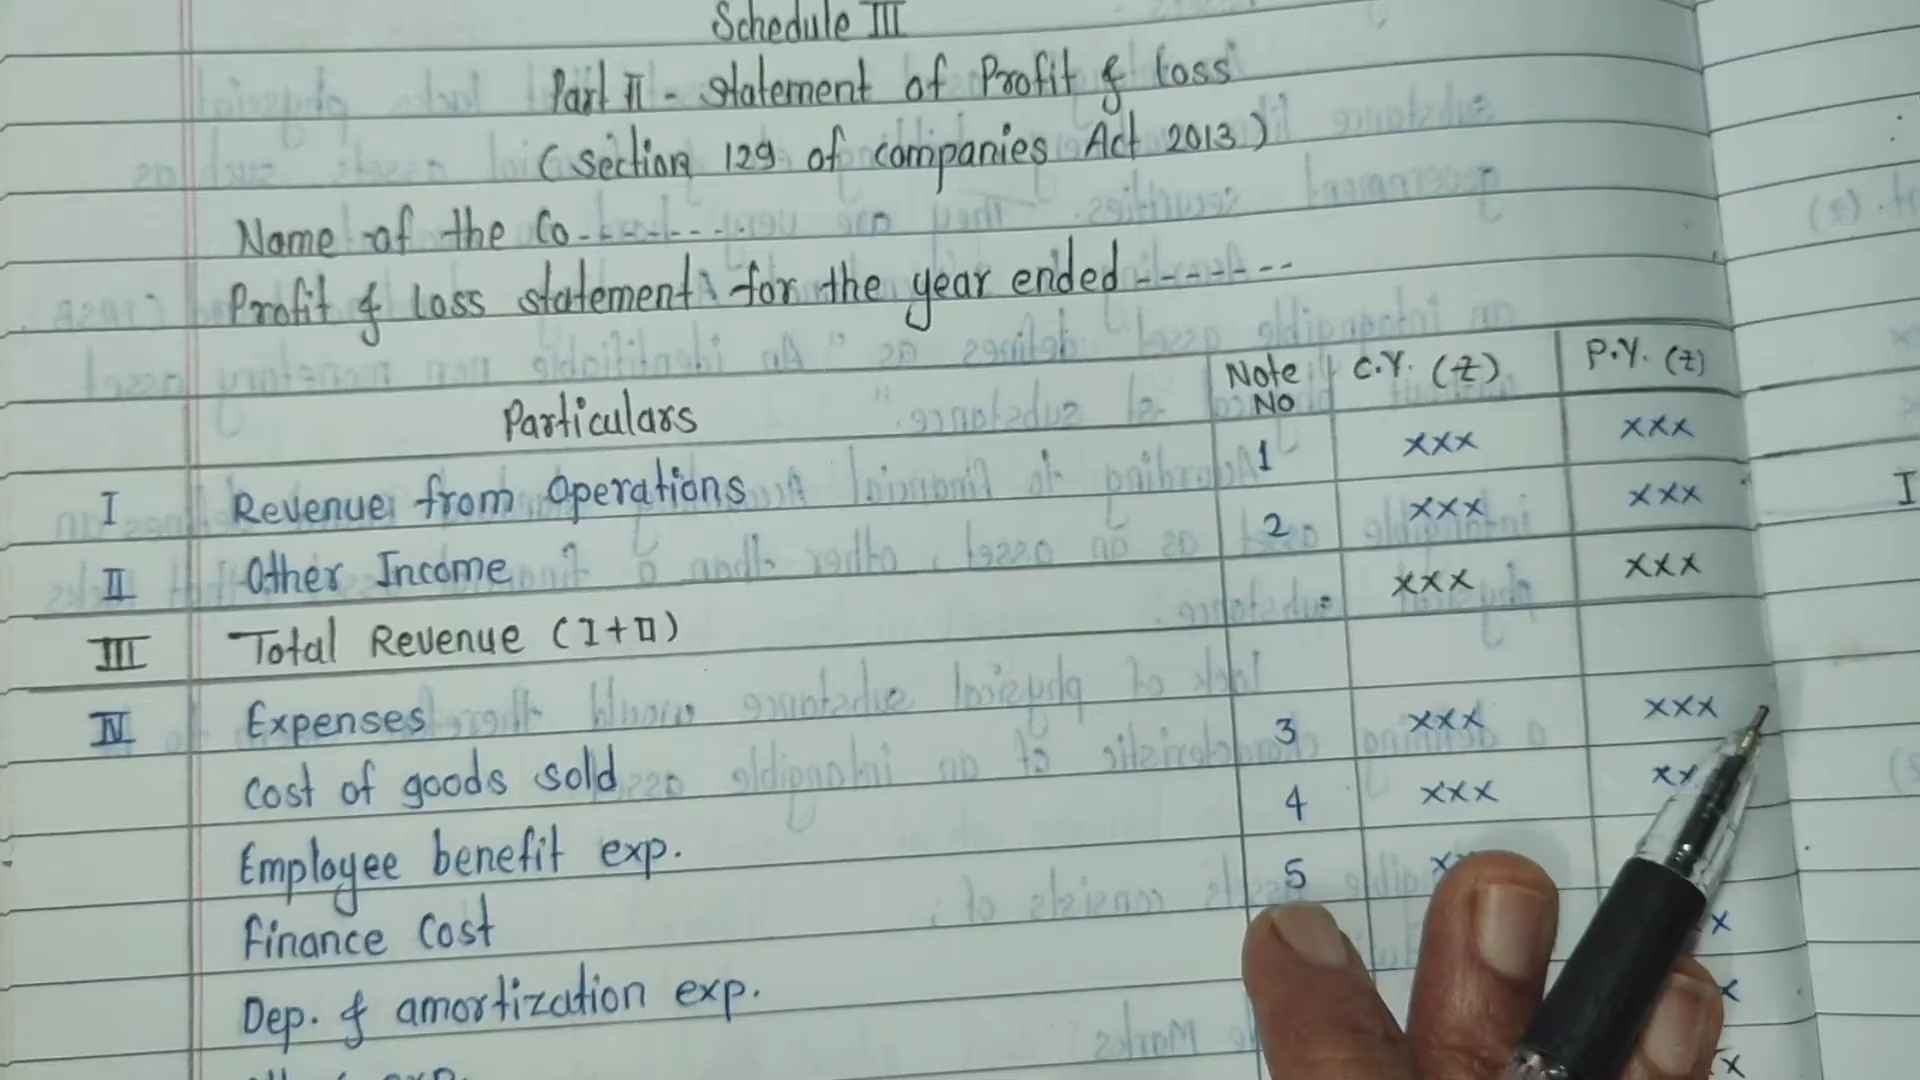 Schedule III
Part II - Statement of Profit & Loss
(Section 129 of Companies Act 2013)
Name of the Co.----------
Profit & Loss statement for the year ended-------
Particulars Note No C.Y. (₹) P.Y. (₹)
I Revenue from Operations 1 xxx xxx
II Other Income 2 xxx xxx
III Total Revenue (I+II) xxx xxx
IV Expenses
Cost of goods sold 3 xxx xxx
Employee benefit exp. 4 xxx xx
Finance Cost 5 x
Dep. & amortization exp. x
exp. x
I